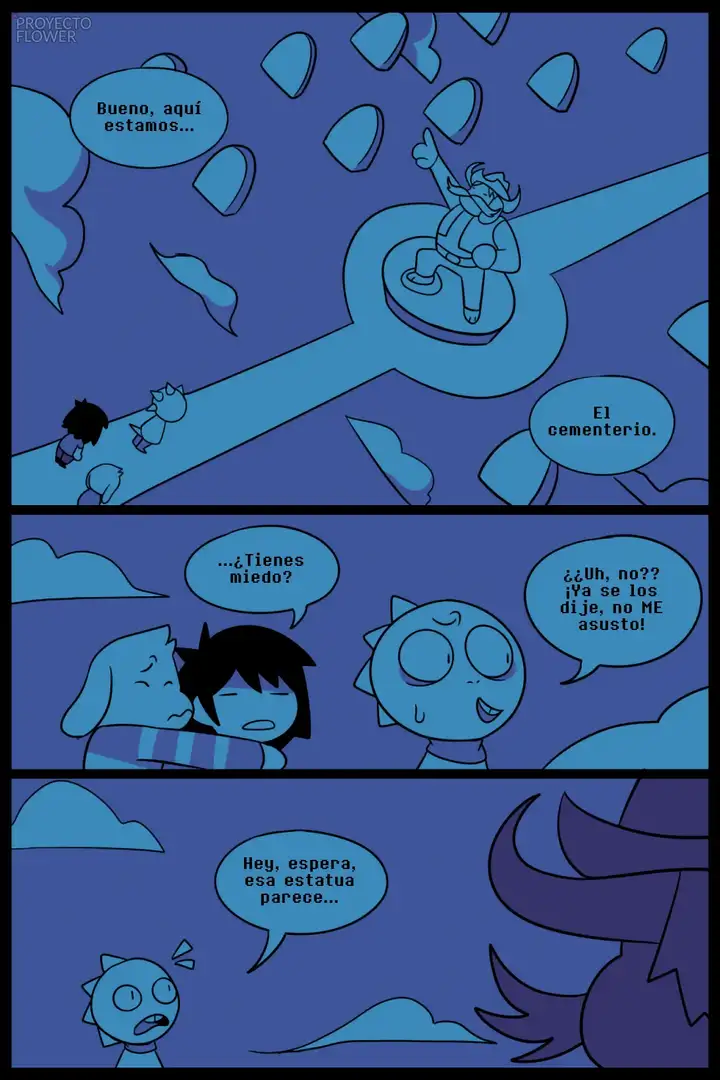 PROYECTO
FLOWER
Bueno, aquí
estamos...
El
cementerio.
...¿Tienes
miedo?
¿¿Uh, no??
¡Ya se los
dije, no ME
asusto!
Hey, espera,
esa estatua
parece...